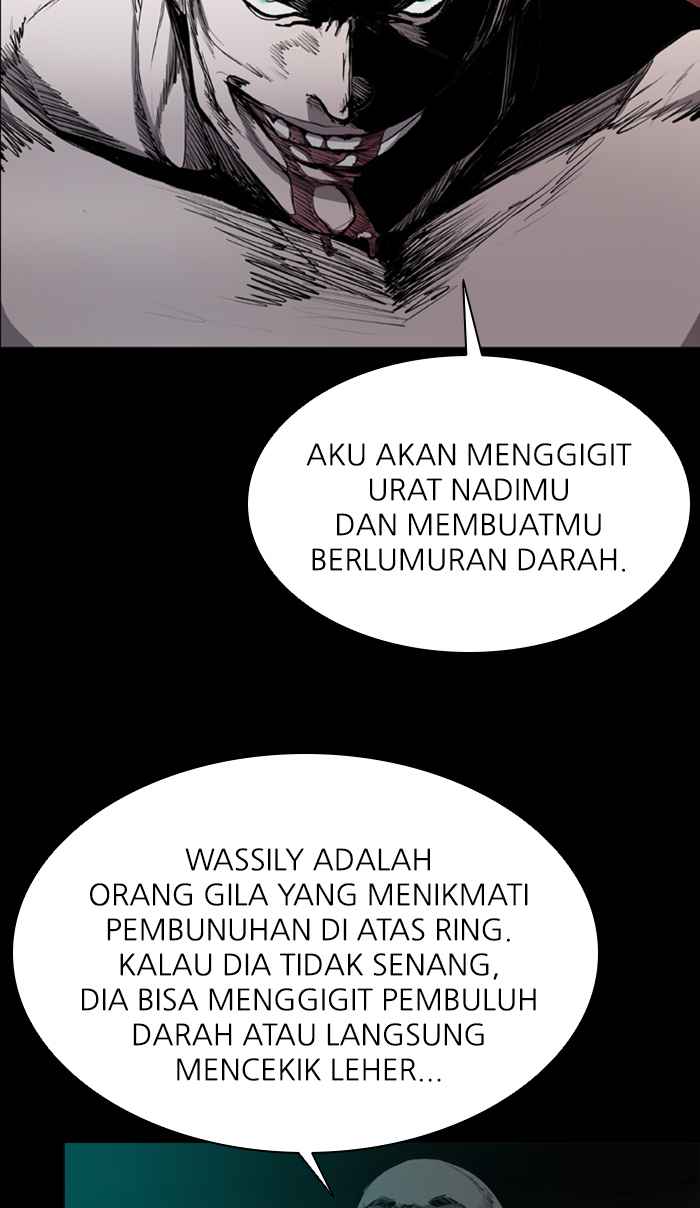 AKU AKAN MENGGIGIT
URAT NADIMU
DAN MEMBUATMU
BERLUMURAN DARAH.
WASSILY ADALAH
ORANG GILA YANG MENIKMATI
PEMBUNUHAN DI ATAS RING.
KALAU DIA TIDAK SENANG,
DIA BISA MENGGIGIT PEMBULUH
DARAH ATAU LANGSUNG
MENCEKIK LEHER...